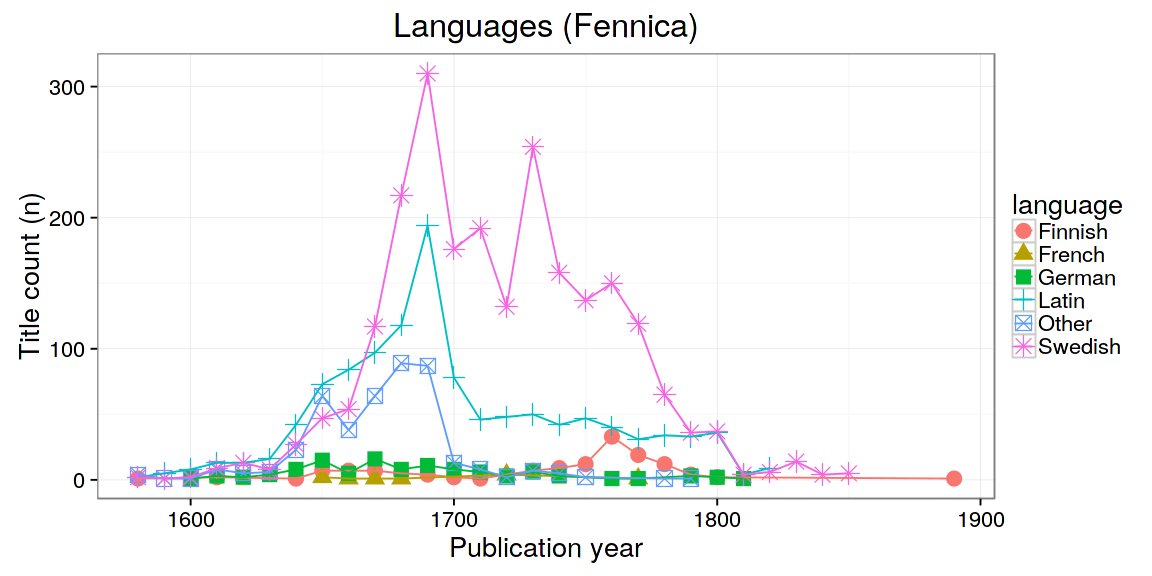 Languages (Fennica)
300
200
100
0
Title count (n)
1600
1700
1800
1900
Publication year
language
Finnish
French
German
Latin
Other
Swedish